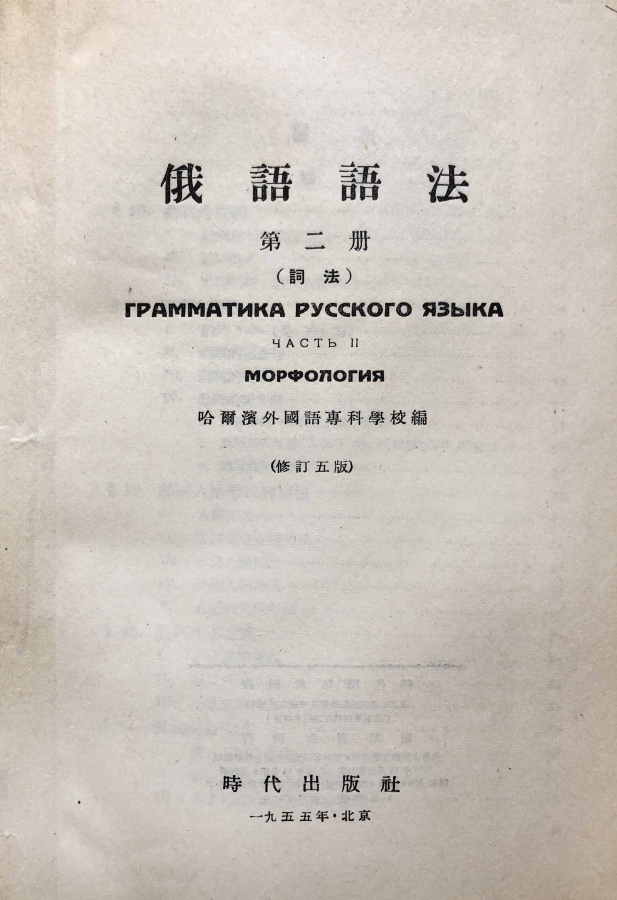 俄語語法
第二册
（詞法）
ГРАММАТИКА РУССКОГО ЯЗЫКА
ЧАСТЬ II
МОРФОЛОГИЯ
哈爾濱外國語專科學校編
(修訂五版)
時代出版社
一九五五年·北京